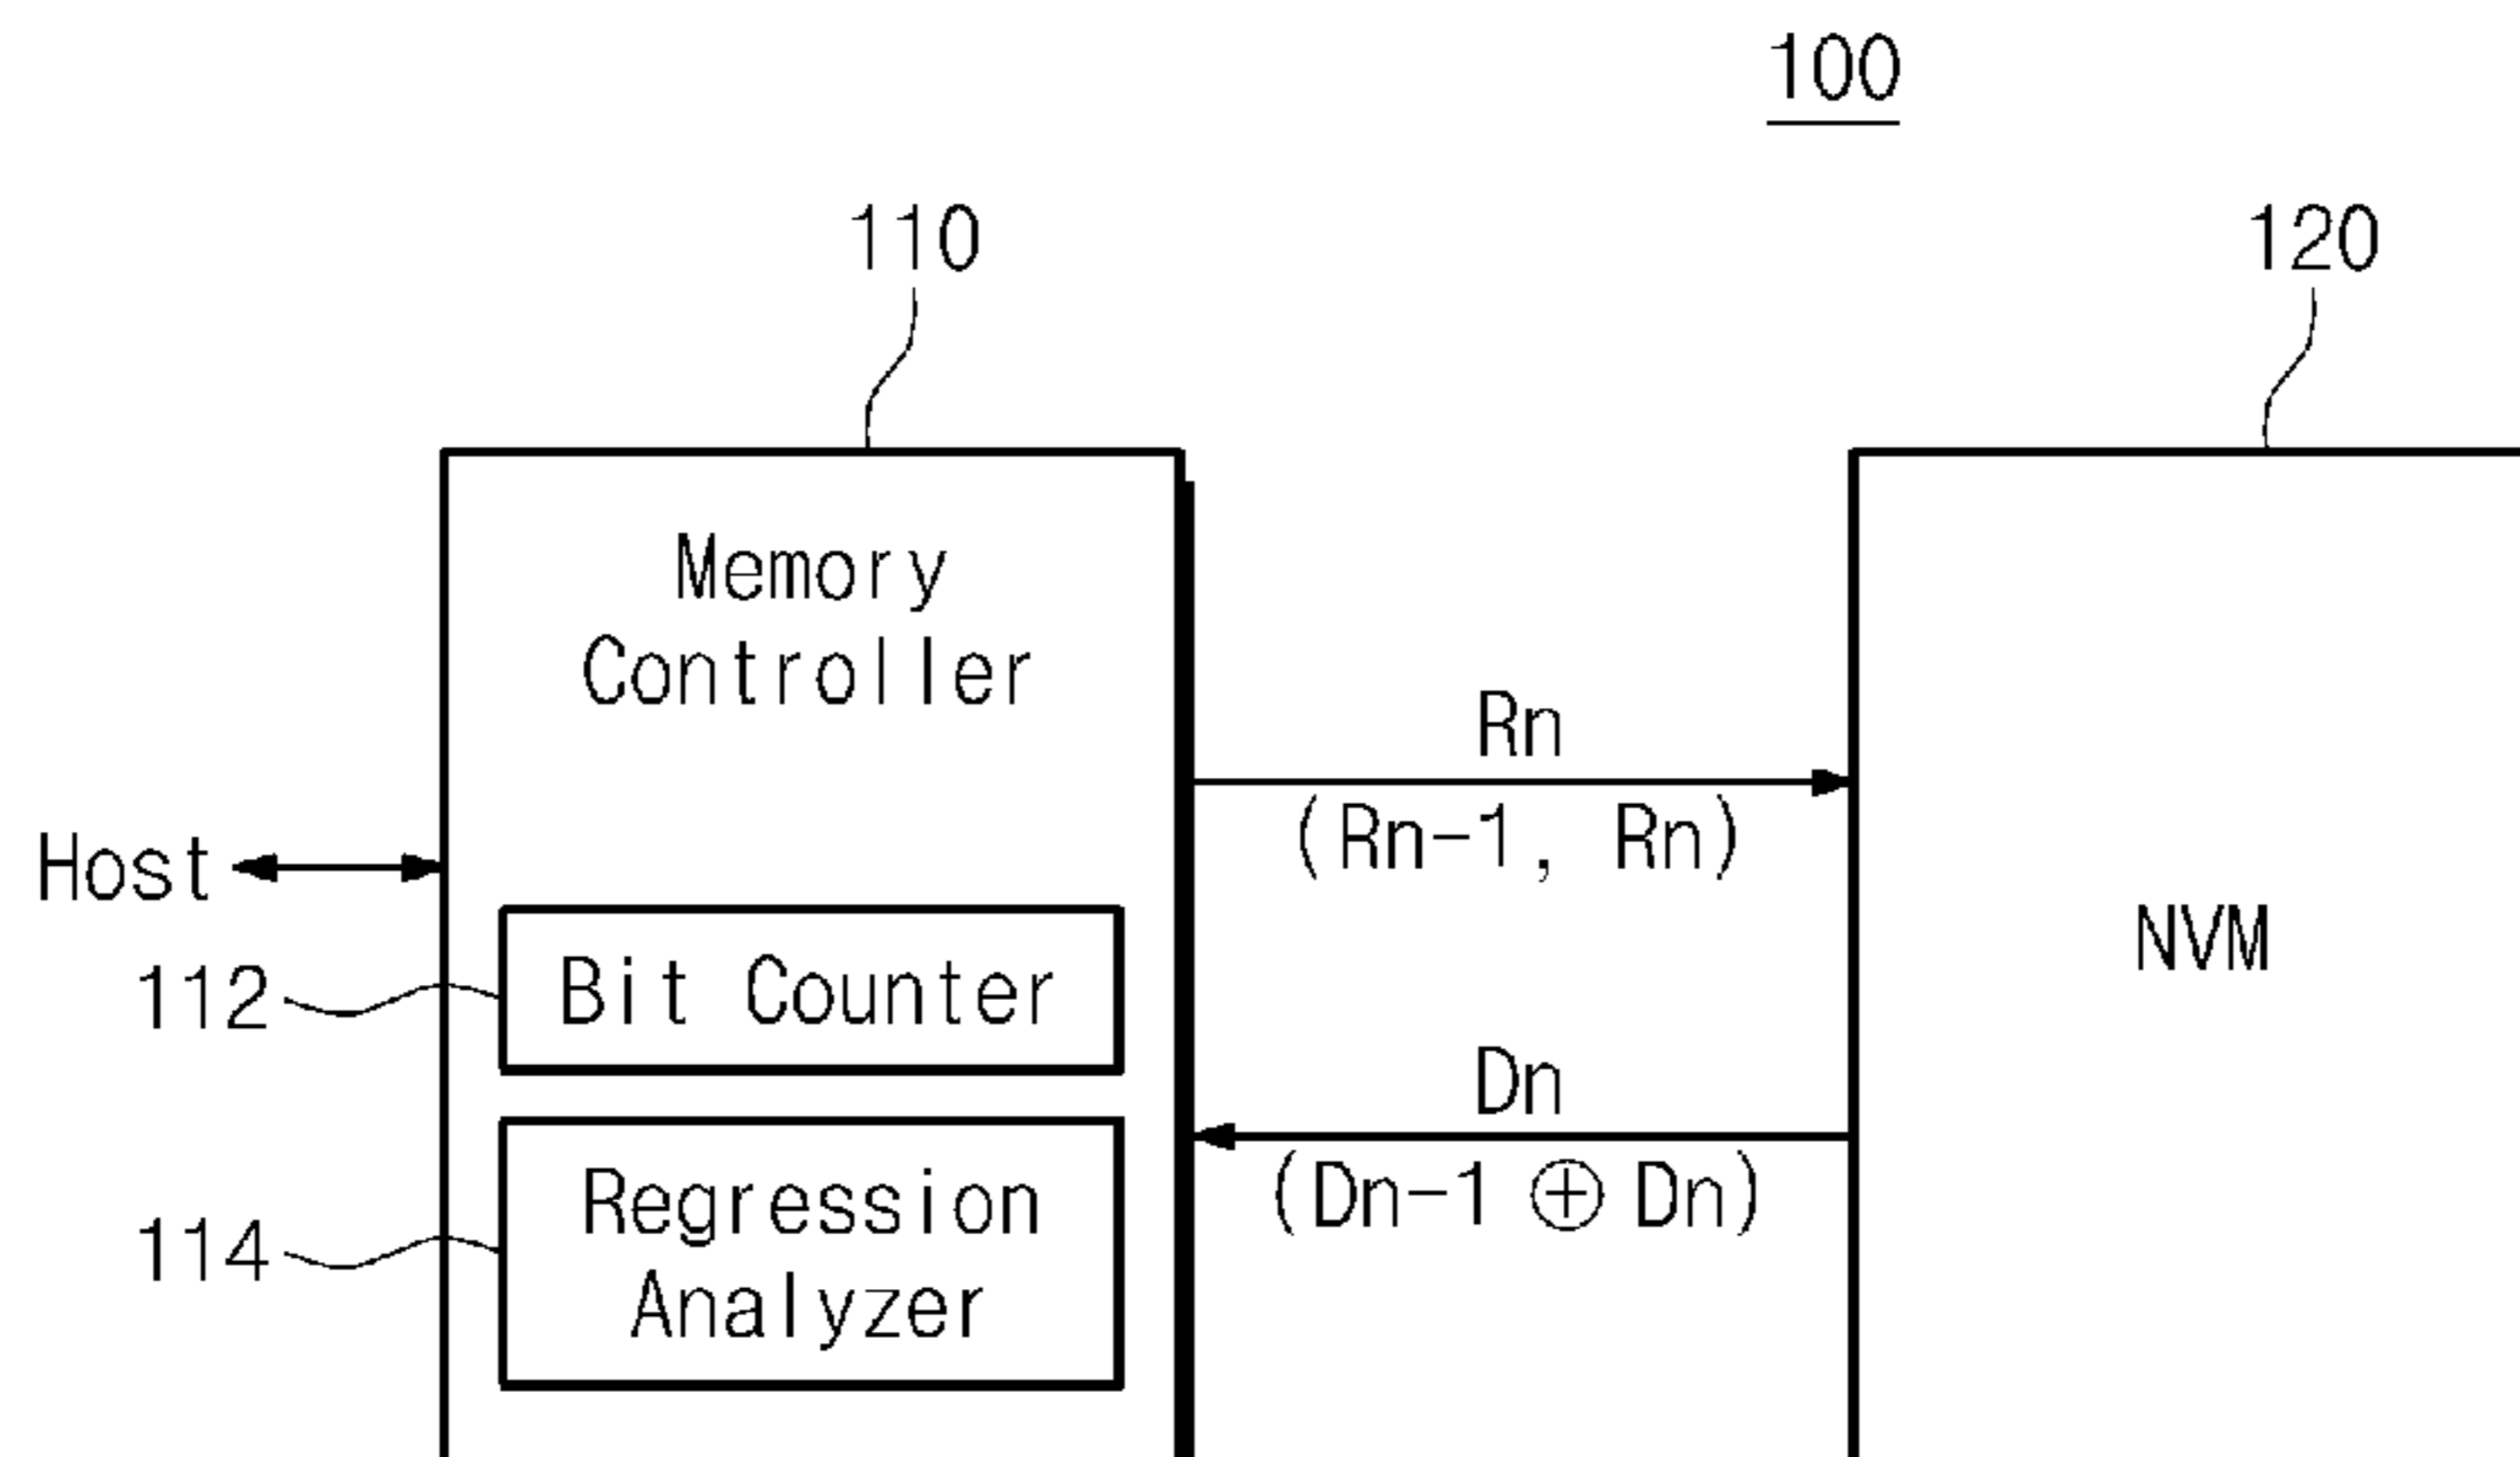 100
110
120
Memory
Controller
Rn
(Rn-1, Rn)
Host
NVM
112
Bit Counter
Dn
(Dn-1 ⊕ Dn)
114
Regression
Analyzer